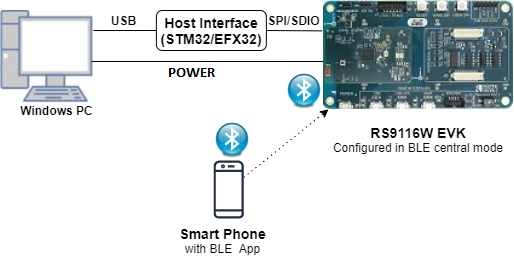 USB
Host Interface
(STM32/EFX32)
SPI/SDIO
POWER
Windows PC
RS9116W EVK
Configured in BLE central mode
Smart Phone
with BLE App